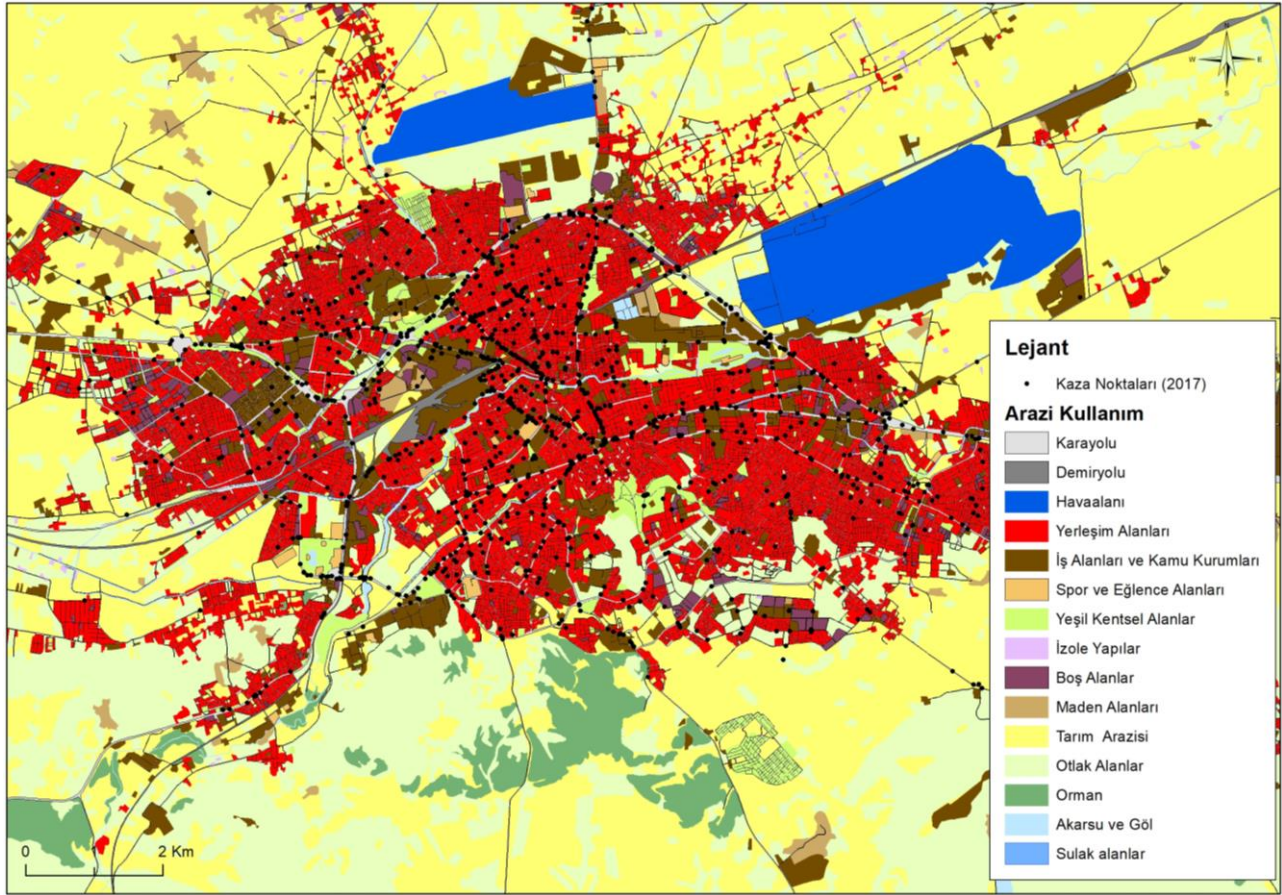 N
W
E
S
Lejant
Kaza Noktaları (2017)
Arazi Kullanım
Karayolu
Demiryolu
Havaalanı
Yerleşim Alanları
İş Alanları ve Kamu Kurumları
Spor ve Eğlence Alanları
Yeşil Kentsel Alanlar
İzole Yapılar
Boş Alanlar
Maden Alanları
Tarım Arazisi
Otlak Alanlar
Orman
Akarsu ve Göl
Sulak alanlar
0
1
2 Km